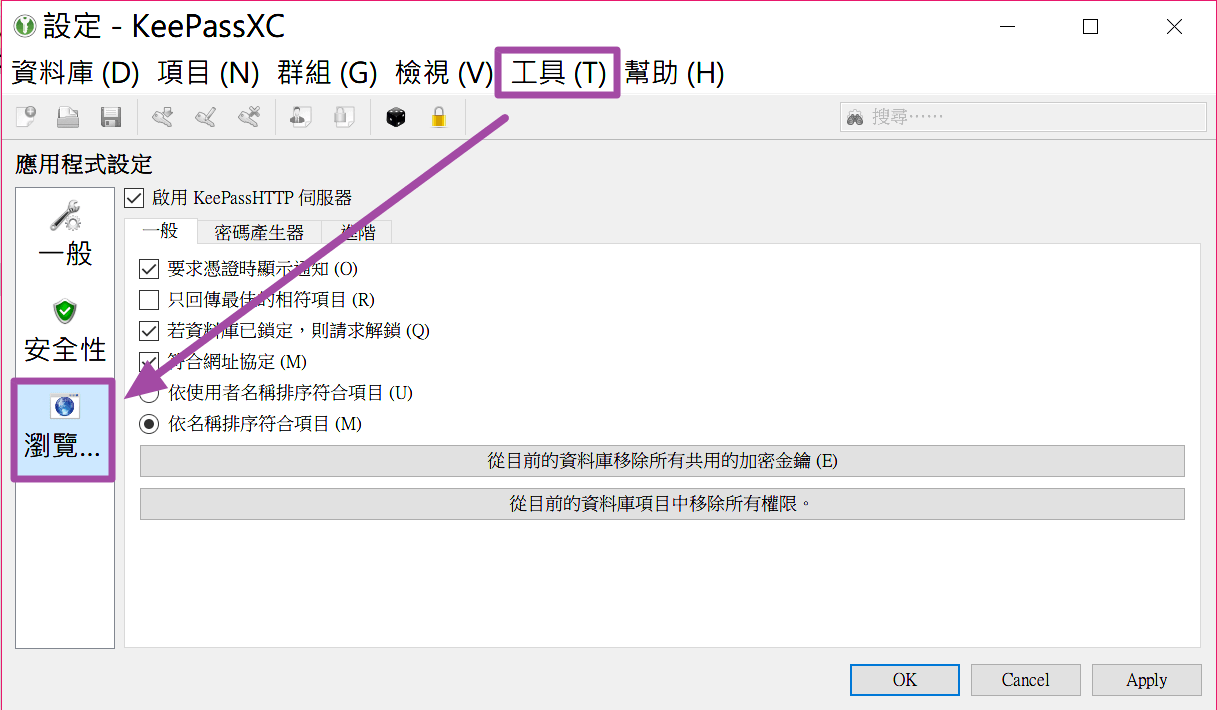 設定 - KeePassXC
資料庫 (D) 項目 (N) 群組 (G) 檢視 (V) 工具 (T) 幫助 (H)
搜尋……
應用程式設定
一般
安全性
瀏覽...
啟用 KeePassHTTP 伺服器
一般 密碼產生器 進階
要求憑證時顯示通知 (O)
只回傳最佳的相符項目 (R)
若資料庫已鎖定，則請求解鎖 (Q)
符合網址協定 (M)
依使用者名稱排序符合項目 (U)
依名稱排序符合項目 (M)
從目前的資料庫移除所有共用的加密金鑰 (E)
從目前的資料庫項目中移除所有權限。
OK Cancel Apply